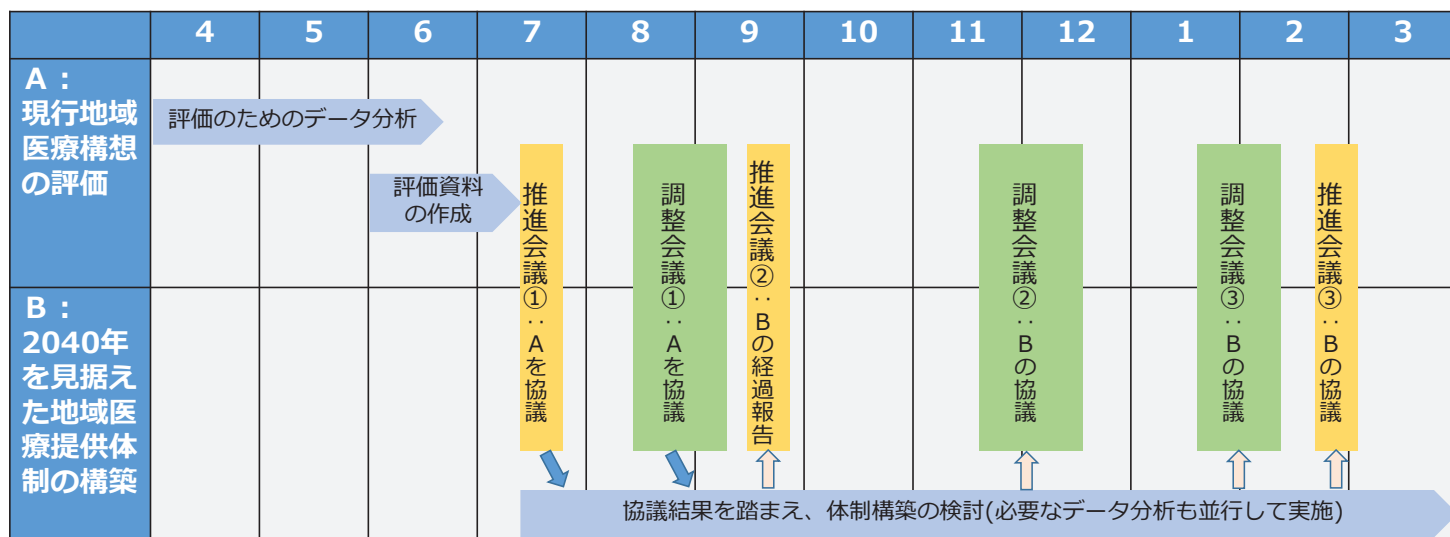 4 5 6 7 8 9 10 11 12 1 2 3
A:
現行地域
医療構想
の評価
評価のためのデータ分析
評価資料
の作成
推進会議①:Aを協議
調整会議①:Aを協議
推進会議②:Bの経過報告
調整会議②:Bの協議
調整会議③:Bの協議
推進会議③:Bの協議
B:
2040年
を見据え
た地域医
療提供体
制の構築
協議結果を踏まえ、体制構築の検討(必要なデータ分析も並行して実施)